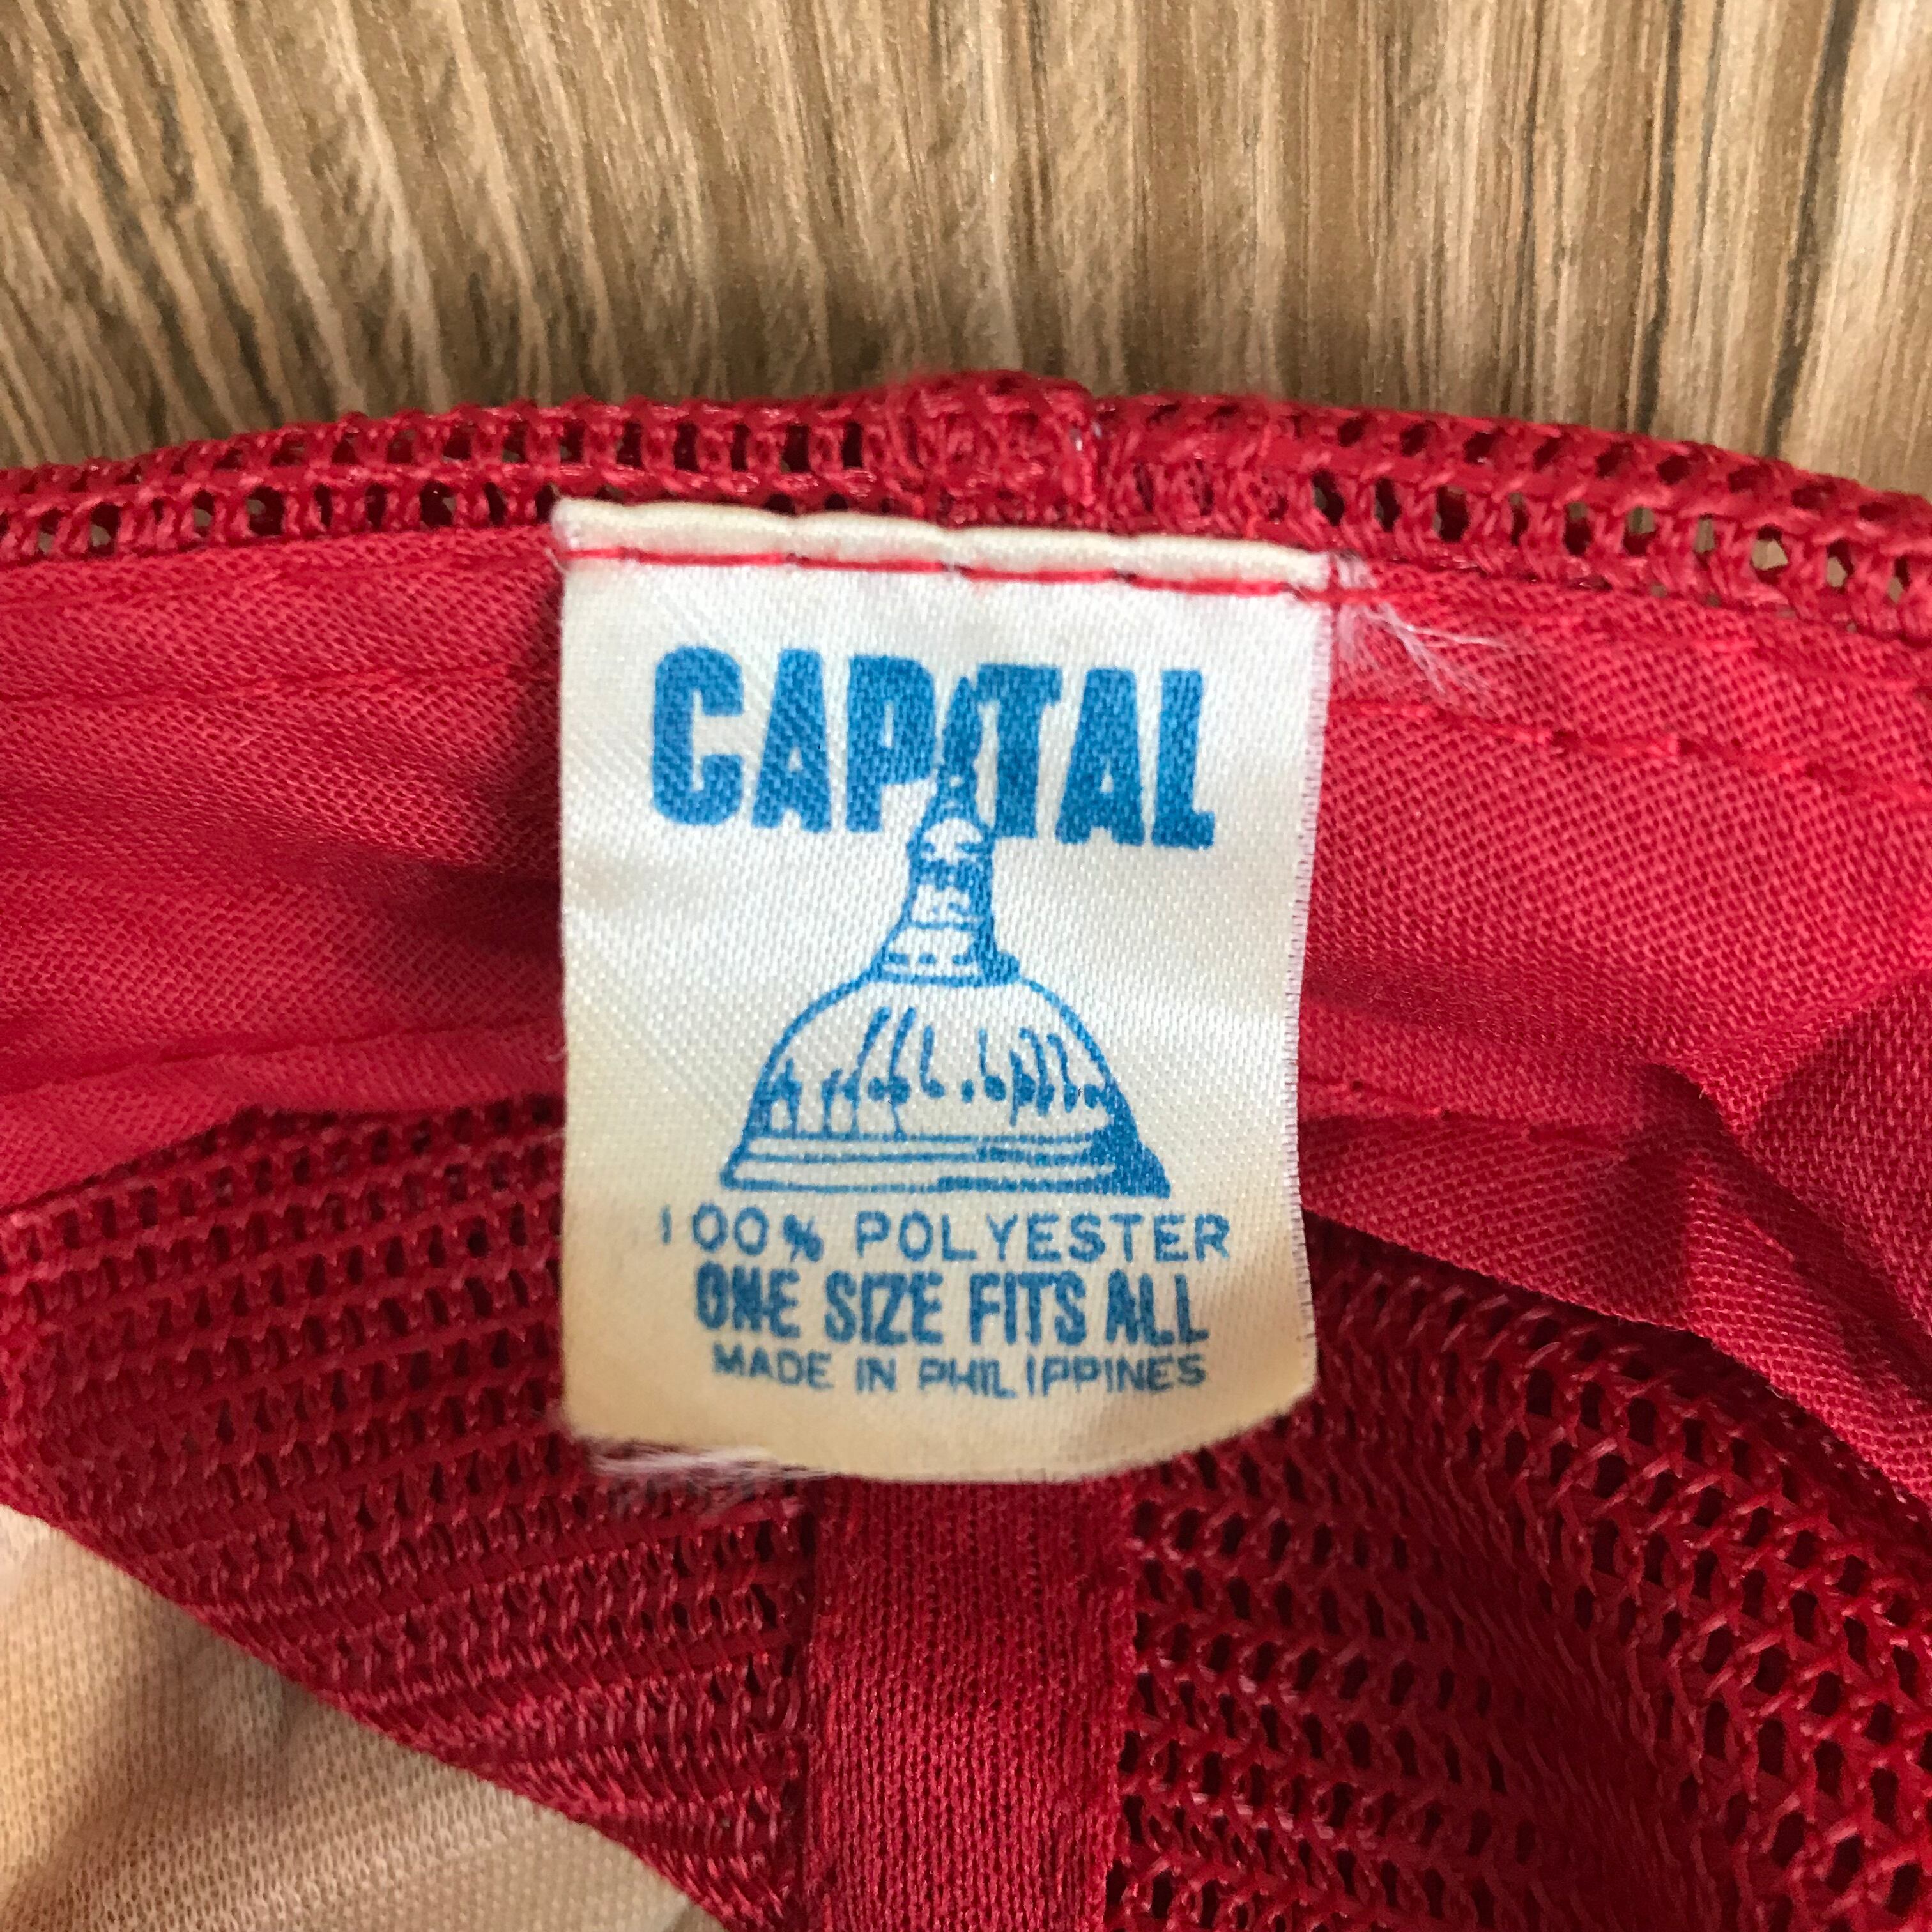 CAPITAL
100% POLYESTER
ONE SIZE FITS ALL
MADE IN PHILIPPINES